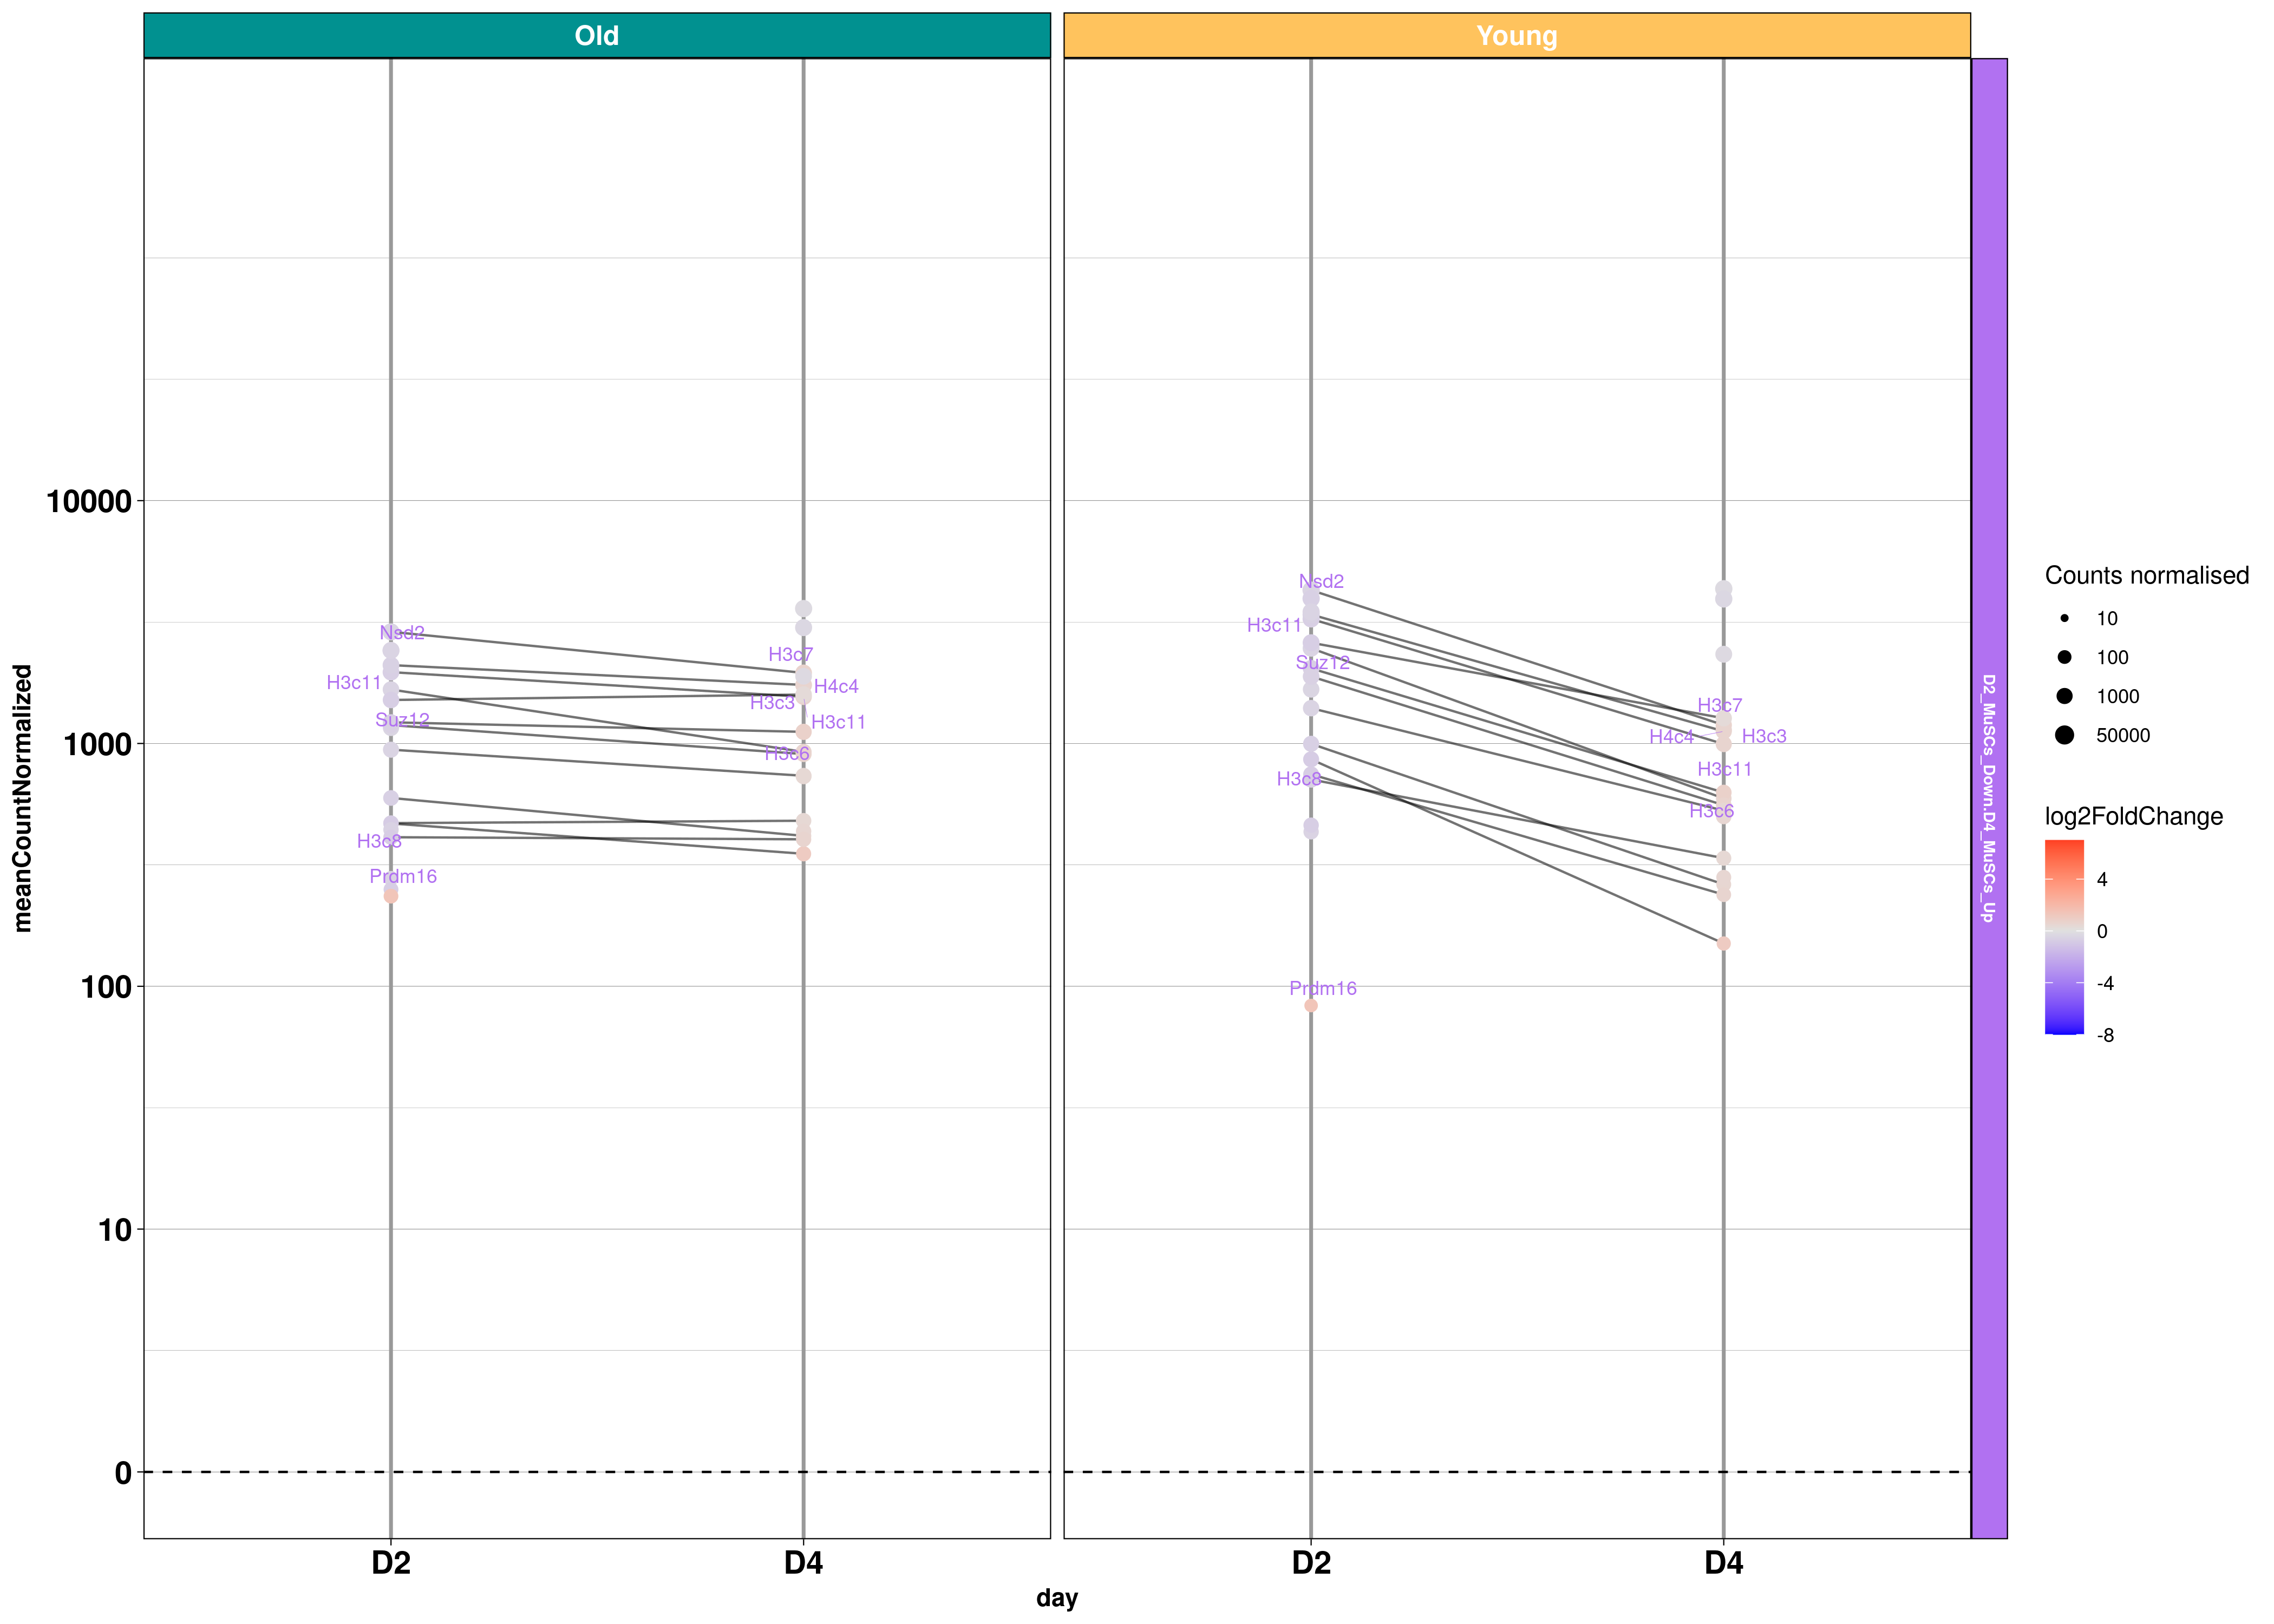 Old
Young
meanCountNormalized
10000
1000
100
10
0
Nsd2
H3c11
Suz12
H3c8
Prdm16
H3c7
H4c4
H3c3
H3c11
H3c6
Nsd2
H3c11
Suz12
H3c8
Prdm16
H3c7
H4c4
H3c3
H3c11
H3c6
D2
D4
D2
D4
day
D2_MuSCs_Down.D4_MuSCs_Up
Counts normalised
10
100
1000
50000
log2FoldChange
4
0
-4
-8